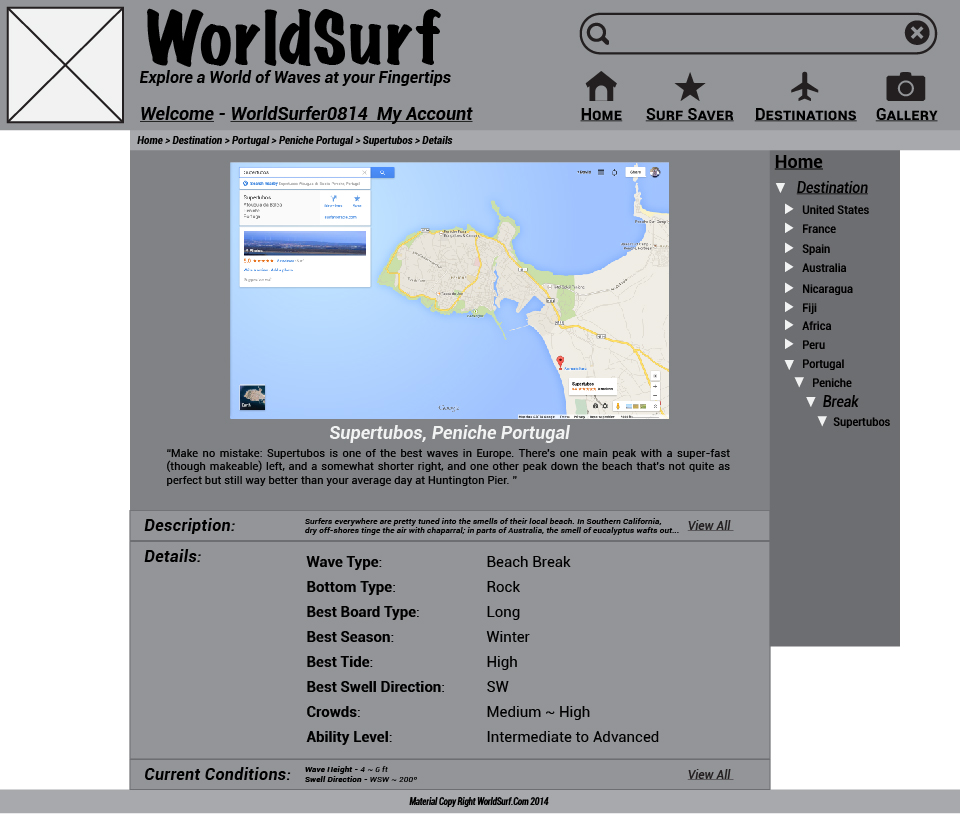 WorldSurf
Explore a World of Waves at your Fingertips
Welcome - WorldSurfer0814 My Account
Home
Surf Saver
Destinations
Gallery
Home > Destination > Portugal > Peniche Portugal > Supertubos > Details
Supertubos
Supertubos
Portugal
Share
Earth
Google
Supertubos
Supertubos, Peniche Portugal
"Make no mistake: Supertubos is one of the best waves in Europe. There's one main peak with a super-fast
(though makeable) left, and a somewhat shorter right, and one other peak down the beach that's not quite as
perfect but still way better than your average day at Huntington Pier. "
Description:
Surfers everywhere are pretty tuned into the smells of their local beach. In Southern California,
dry off-shores tinge the air with chaparral; in parts of Australia, the smell of eucalyptus wafts out...
View All
Details:
Wave Type: Beach Break
Bottom Type: Rock
Best Board Type: Long
Best Season: Winter
Best Tide: High
Best Swell Direction: SW
Crowds: Medium ~ High
Ability Level: Intermediate to Advanced
Current Conditions:
Wave Height - 4 ~ 6 ft
Swell Direction - WSW ~ 200º
View All
Home
Destination
United States
France
Spain
Australia
Nicaragua
Fiji
Africa
Peru
Portugal
Peniche
Break
Supertubos
Material Copy Right WorldSurf.Com 2014